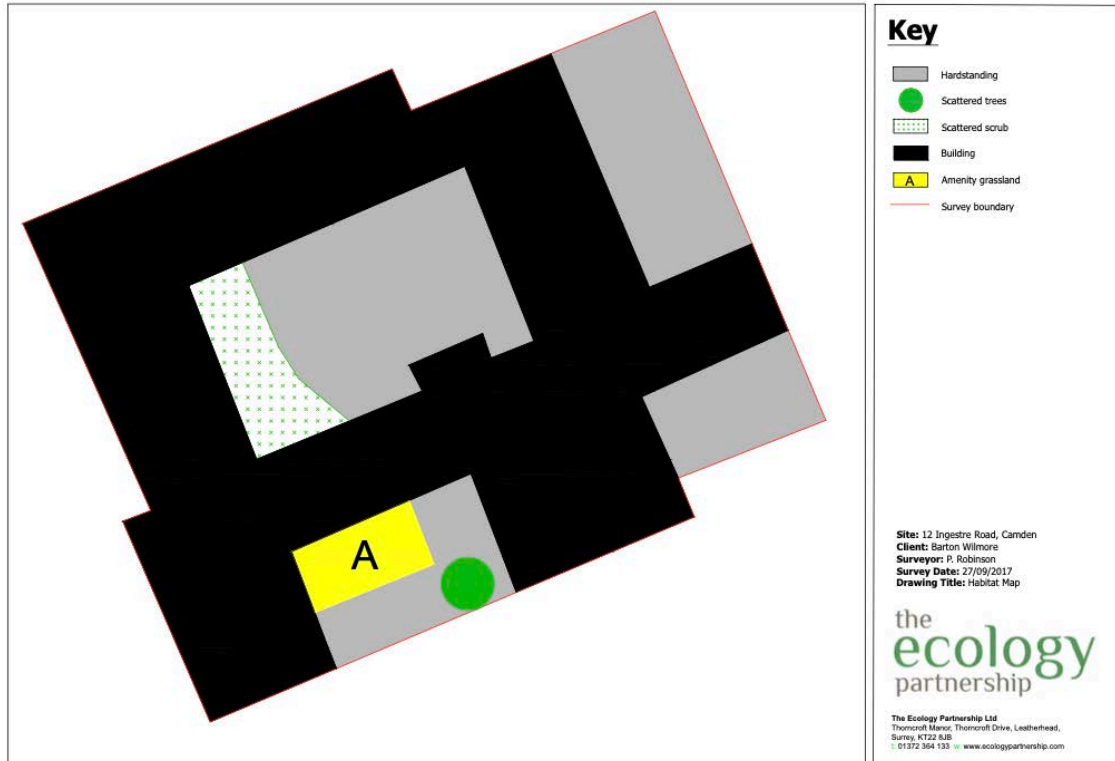 Key
Hardstanding
Scattered trees
Scattered scrub
Building
A Amenity grassland
Survey boundary
A
Site: 12 Ingestre Road, Camden
Client: Barton Wilmore
Surveyor: P. Robinson
Survey Date: 27/09/2017
Drawing Title: Habitat Map
the
ecology
partnership
The Ecology Partnership Ltd
Thorncroft Manor, Thorncroft Drive, Leatherhead,
Surrey, KT22 8JB
t: 01372 364 133 w: www.ecologypartnership.com